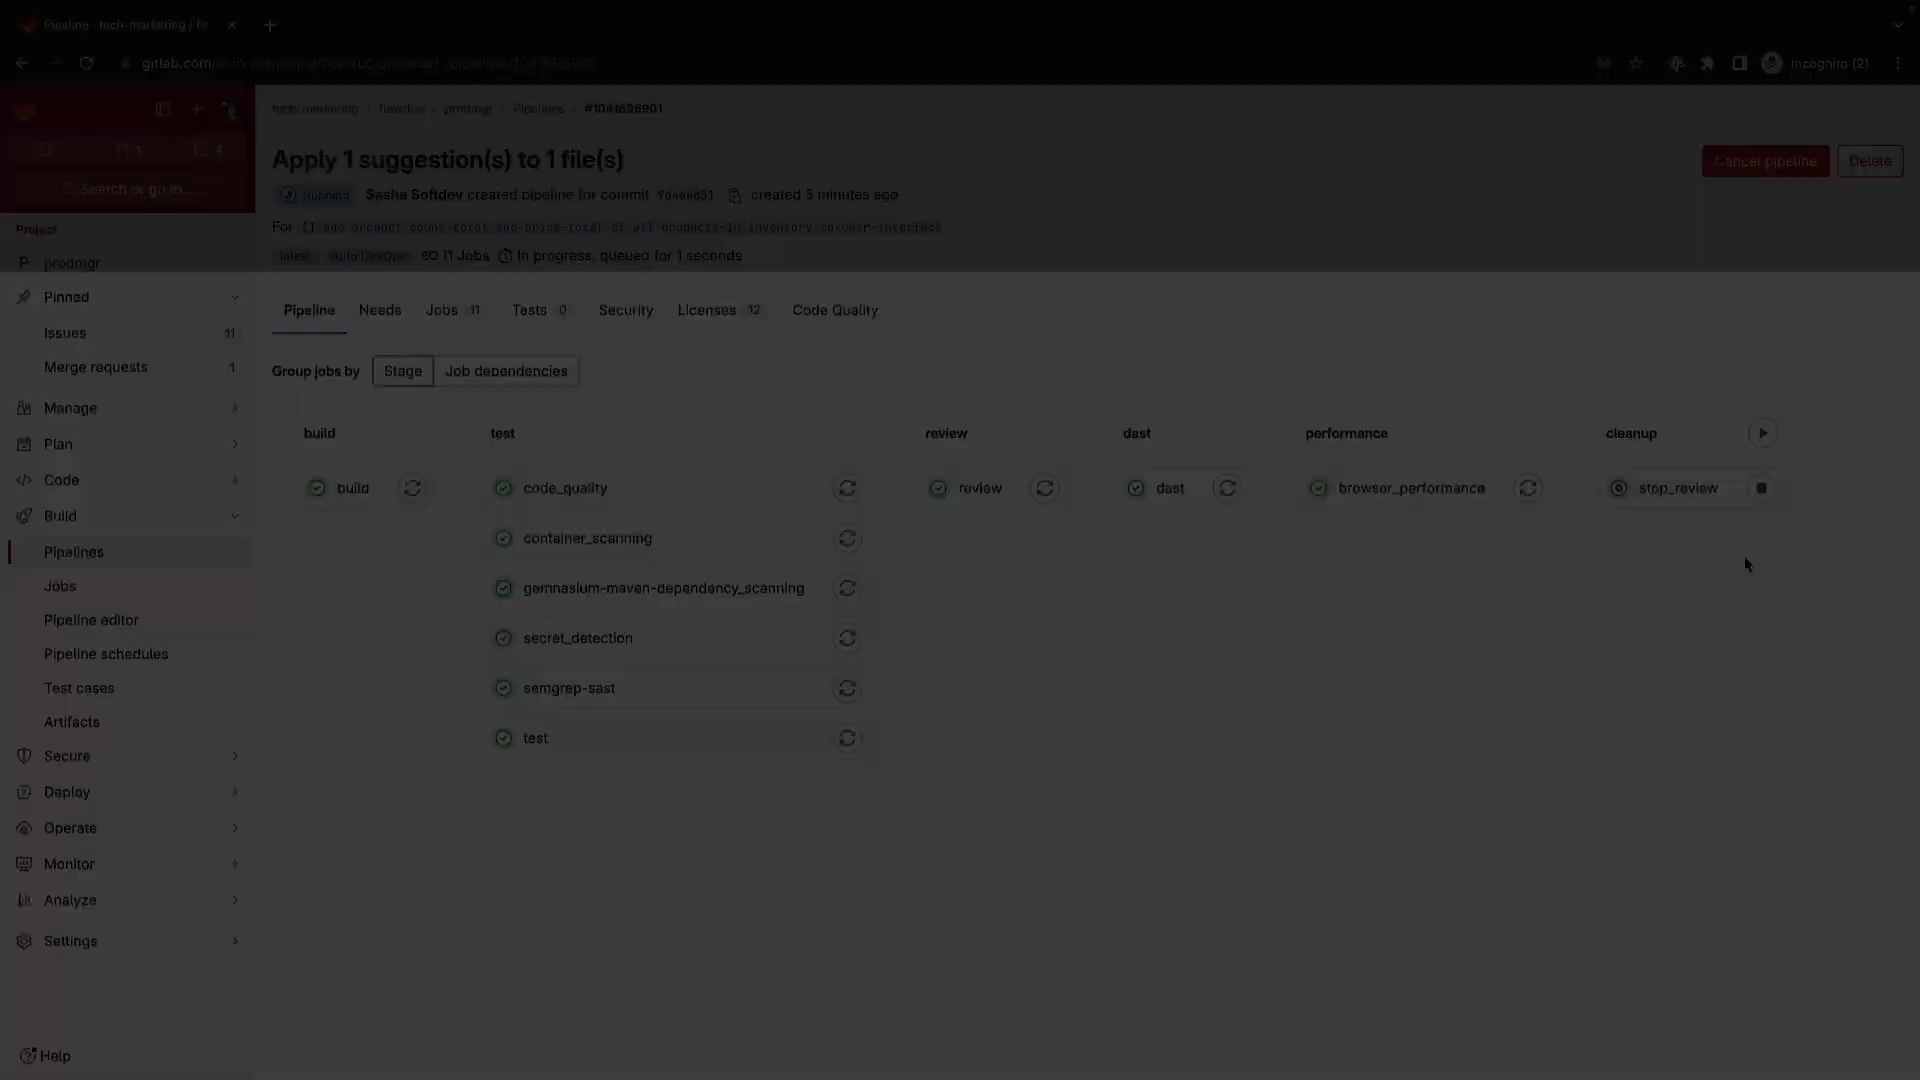 Pipeline · tech-marketing / fir
gitlab.com
Incognito (2)
tech-marketing
prodmgr
Pipelines
1
4
Search or go to...
Apply 1 suggestion(s) to 1 file(s)
Cancel pipeline
Delete
Running
Sasha Softdev created pipeline for commit
created 5 minutes ago
Project
For
P prodmgr
latest
Auto DevOps
11 Jobs
In progress, queued for 1 seconds
Pinned
Issues 11
Merge requests 1
Manage
Plan
Code
Build
Pipelines
Jobs
Pipeline editor
Pipeline schedules
Test cases
Artifacts
Secure
Deploy
Operate
Monitor
Analyze
Settings
Help
Pipeline
Needs
Jobs 11
Tests 0
Security
Licenses 12
Code Quality
Group jobs by
Stage
Job dependencies
build
build
test
code_quality
container_scanning
gemnasium-maven-dependency_scanning
secret_detection
semgrep-sast
test
review
review
dast
dast
performance
browser_performance
cleanup
stop_review